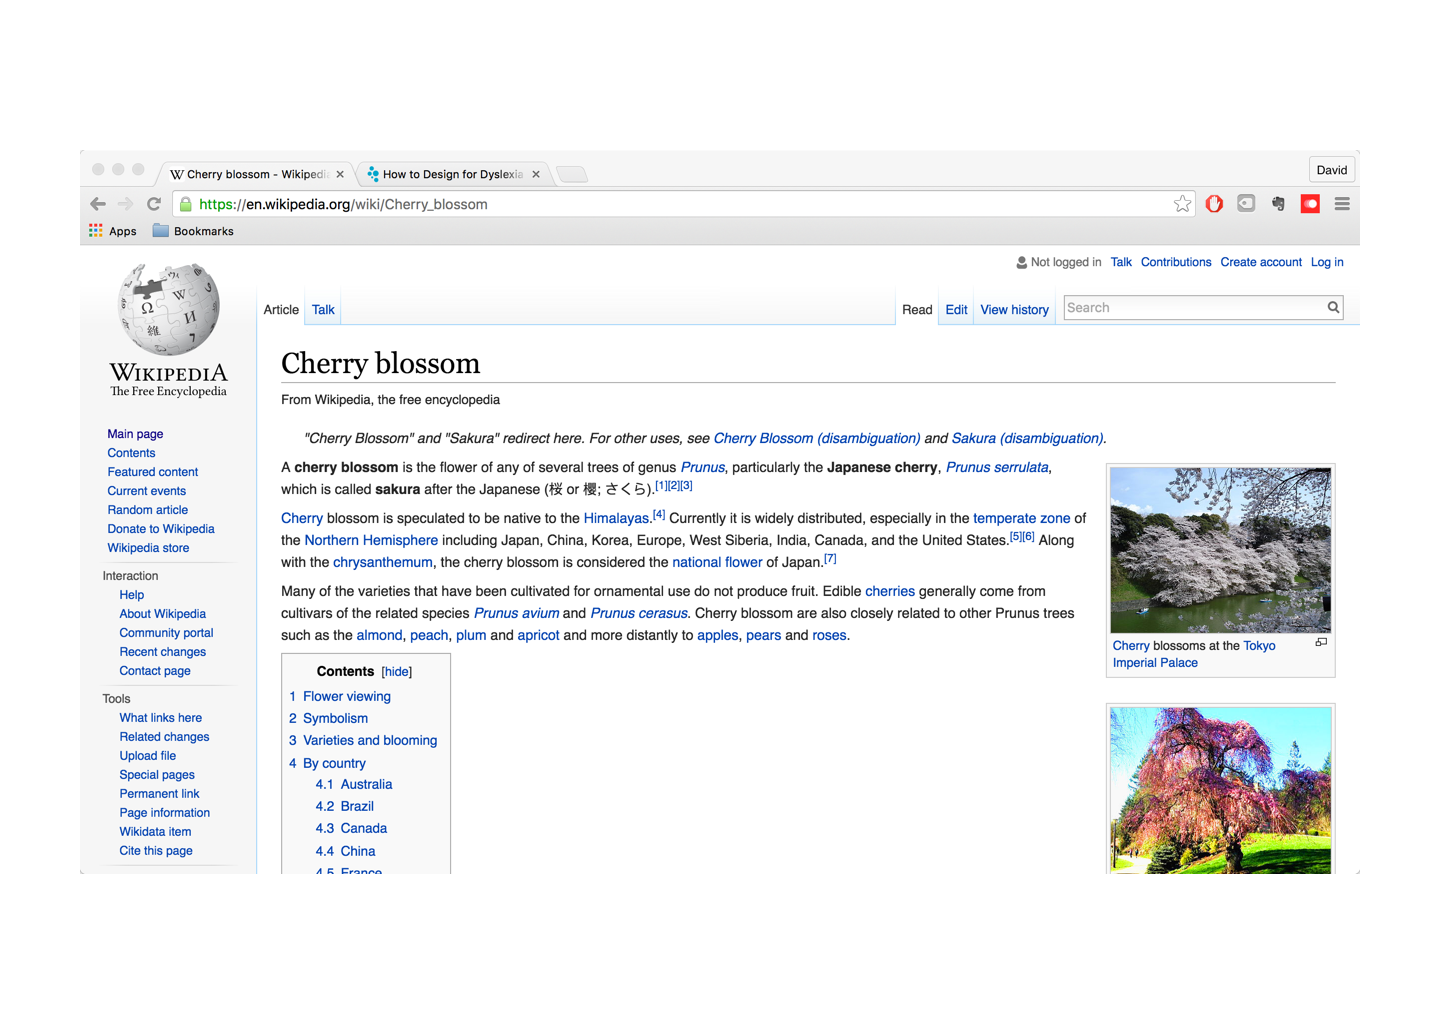 Cherry blossom - Wikipedia
How to Design for Dyslexia
David
https://en.wikipedia.org/wiki/Cherry_blossom
Apps
Bookmarks
Not logged in Talk Contributions Create account Log in
Article Talk
Read Edit View history
Search
WIKIPEDIA
The Free Encyclopedia
Main page
Contents
Featured content
Current events
Random article
Donate to Wikipedia
Wikipedia store
Interaction
Help
About Wikipedia
Community portal
Recent changes
Contact page
Tools
What links here
Related changes
Upload file
Special pages
Permanent link
Page information
Wikidata item
Cite this page
Cherry blossom
From Wikipedia, the free encyclopedia
"Cherry Blossom" and "Sakura" redirect here. For other uses, see Cherry Blossom (disambiguation) and Sakura (disambiguation).
A cherry blossom is the flower of any of several trees of genus Prunus, particularly the Japanese cherry, Prunus serrulata,
which is called sakura after the Japanese (桜 or 櫻; さくら).[1][2][3]
Cherry blossom is speculated to be native to the Himalayas.[4] Currently it is widely distributed, especially in the temperate zone of
the Northern Hemisphere including Japan, China, Korea, Europe, West Siberia, India, Canada, and the United States.[5][6] Along
with the chrysanthemum, the cherry blossom is considered the national flower of Japan.[7]
Many of the varieties that have been cultivated for ornamental use do not produce fruit. Edible cherries generally come from
cultivars of the related species Prunus avium and Prunus cerasus. Cherry blossom are also closely related to other Prunus trees
such as the almond, peach, plum and apricot and more distantly to apples, pears and roses.
Contents [hide]
1 Flower viewing
2 Symbolism
3 Varieties and blooming
4 By country
4.1 Australia
4.2 Brazil
4.3 Canada
4.4 China
4.5 France
Cherry blossoms at the Tokyo
Imperial Palace